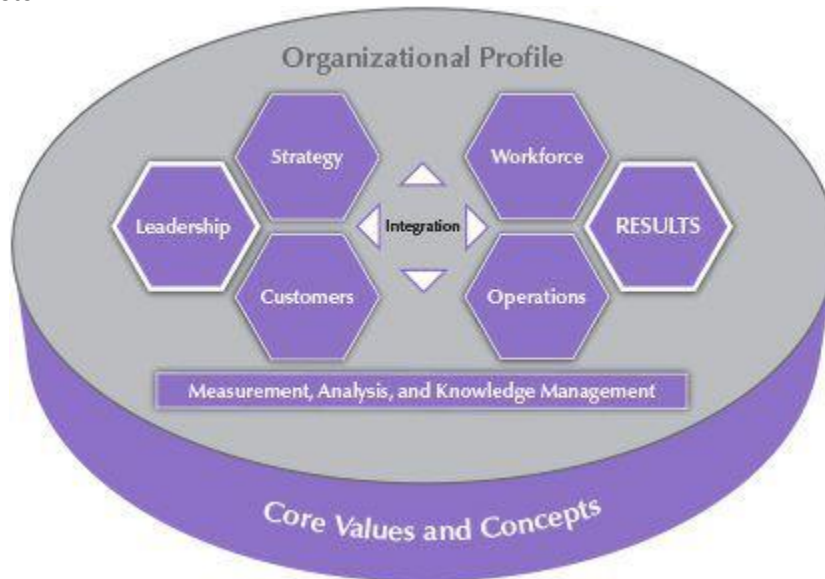 Organizational Profile
Strategy
Workforce
Leadership
Integration
RESULTS
Customers
Operations
Measurement, Analysis, and Knowledge Management
Core Values and Concepts